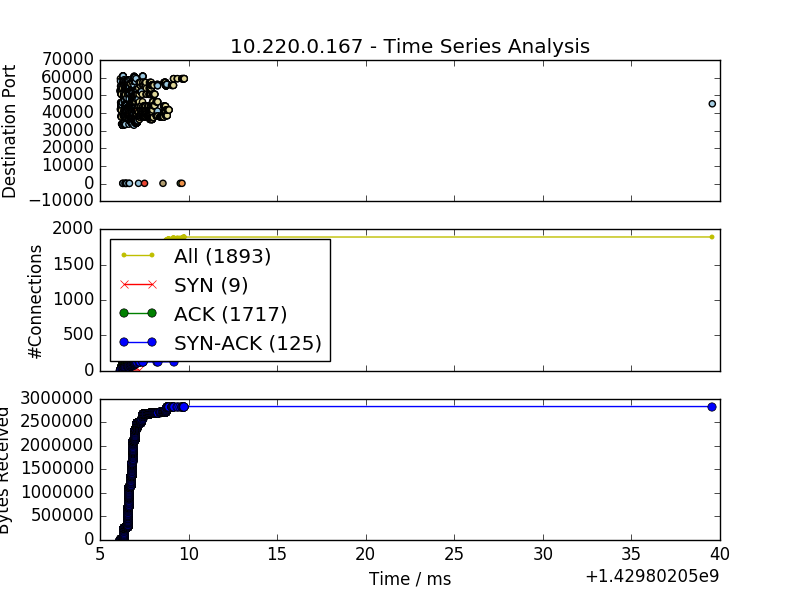 10.220.0.167 - Time Series Analysis
Destination Port
70000
60000
50000
40000
30000
20000
10000
0
−10000
#Connections
2000
1500
1000
500
0
All (1893)
SYN (9)
ACK (1717)
SYN-ACK (125)
Bytes Received
3000000
2500000
2000000
1500000
1000000
500000
0
5 10 15 20 25 30 35 40
Time / ms
+1.42980205e9